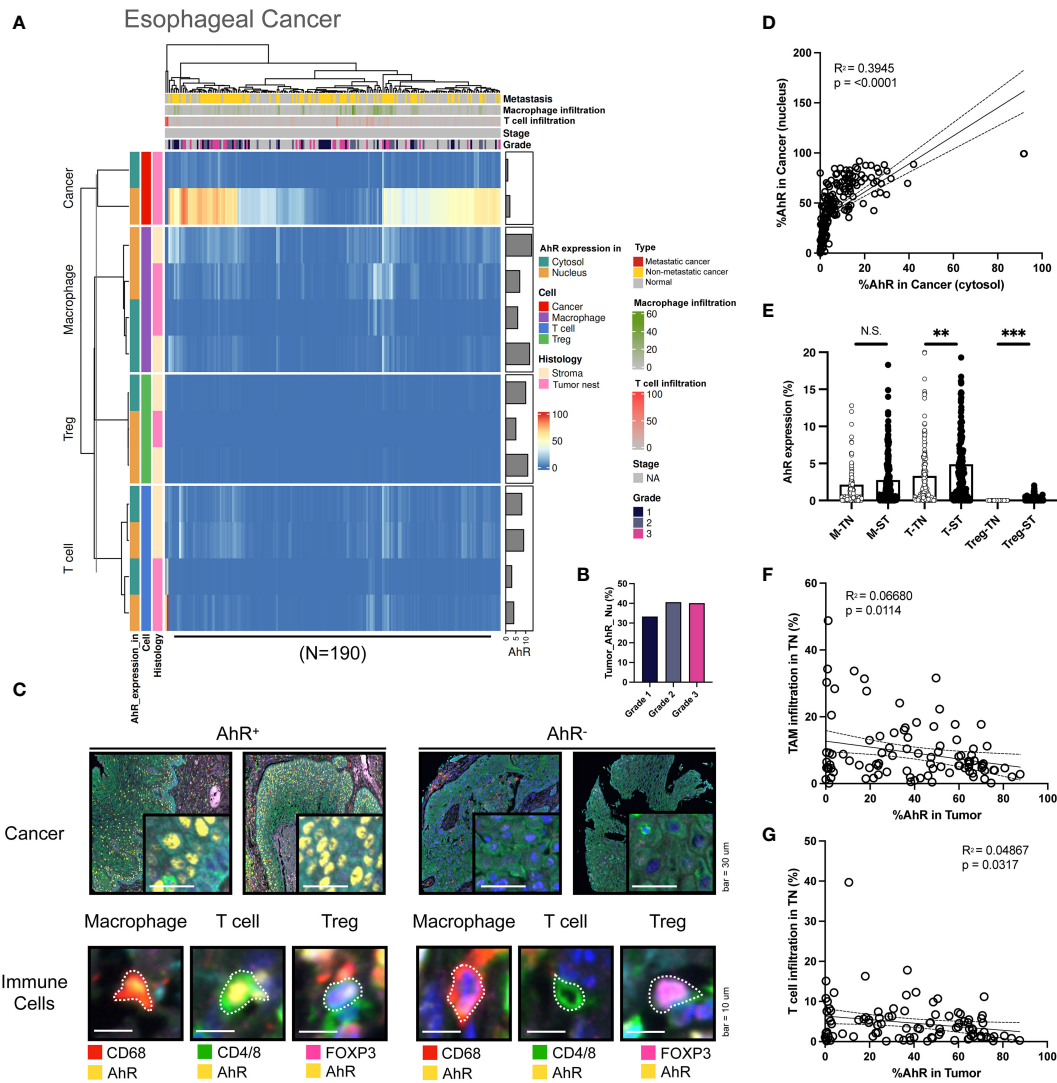 Esophageal Cancer
A
Metastasis
Macrophage infiltration
T cell infiltration
Stage
Grade
Cancer
Macrophage
Treg
T cell
AhR_expression_in
Cell
Histology
(N=190)
0
5
10
AhR
AhR expression in
Cytosol
Nucleus
Cell
Cancer
Macrophage
T cell
Treg
Histology
Stroma
Tumor nest
100
50
0
Type
Metastatic cancer
Non-metastatic cancer
Normal
Macrophage infiltration
60
40
20
0
T cell infiltration
100
50
0
Stage
NA
Grade
1
2
3
B
Tumor_AhR_ Nu (%)
50
40
30
20
10
0
Grade 1
Grade 2
Grade 3
C
AhR+
AhR-
Cancer
bar = 30 um
Macrophage
T cell
Treg
Macrophage
T cell
Treg
Immune
Cells
bar = 10 um
CD68
CD4/8
FOXP3
CD68
CD4/8
FOXP3
AhR
AhR
AhR
AhR
AhR
AhR
D
R2 = 0.3945
p = <0.0001
%AhR in Cancer (nucleus)
200
150
100
50
0
0 20 40 60 80 100
%AhR in Cancer (cytosol)
E
N.S.
**
***
AhR expression (%)
20
15
10
5
0
M-TN
M-ST
T-TN
T-ST
Treg-TN
Treg-ST
F
R2 = 0.06680
p = 0.0114
TAM infiltration in TN (%)
60
40
20
0
0 20 40 60 80 100
%AhR in Tumor
G
R2 = 0.04867
p = 0.0317
T cell infiltration in TN (%)
50
40
30
20
10
0
0 20 40 60 80 100
%AhR in Tumor